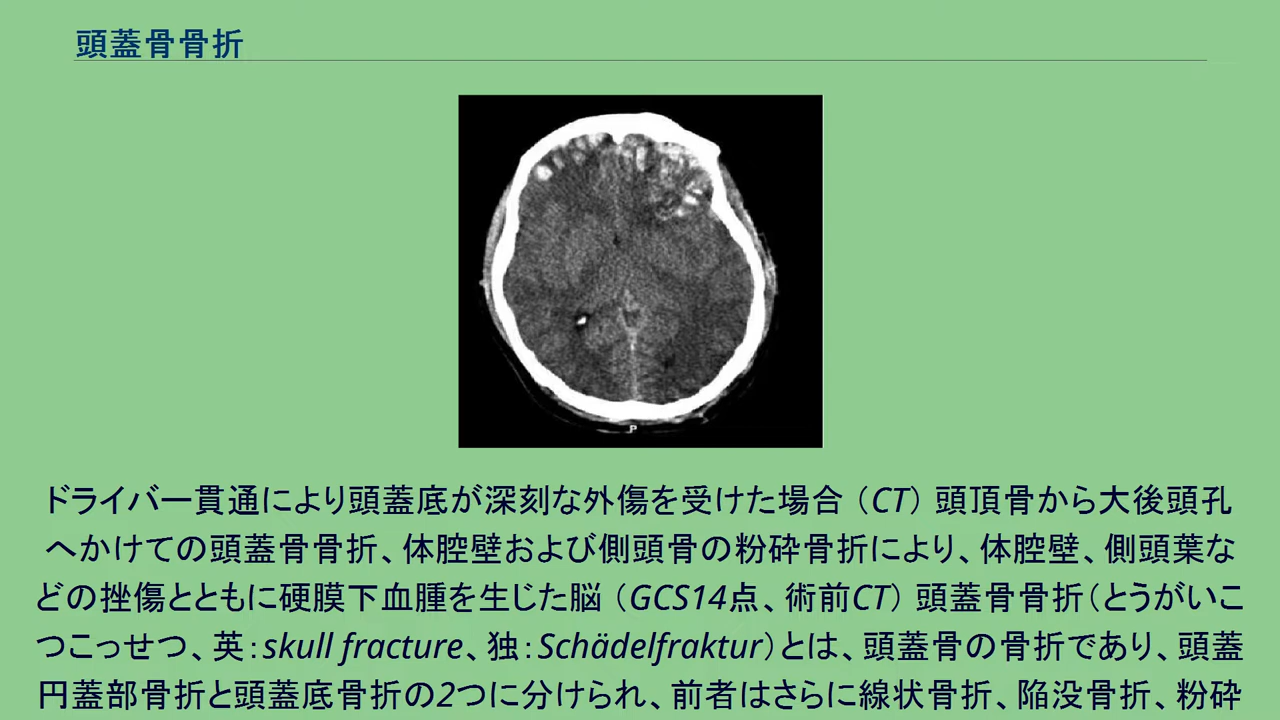 頭蓋骨骨折
P
ドライバー貫通により頭蓋底が深刻な外傷を受けた場合（CT）頭頂骨から大後頭孔
へかけての頭蓋骨骨折、体腔壁および側頭骨の粉砕骨折により、体腔壁、側頭葉な
どの挫傷とともに硬膜下血腫を生じた脳（GCS14点、術前CT）頭蓋骨骨折（とうがいこ
つこっせつ、英：skull fracture、独：Schädelfraktur）とは、頭蓋骨の骨折であり、頭蓋
円蓋部骨折と頭蓋底骨折の2つに分けられ、前者はさらに線状骨折、陥没骨折、粉砕